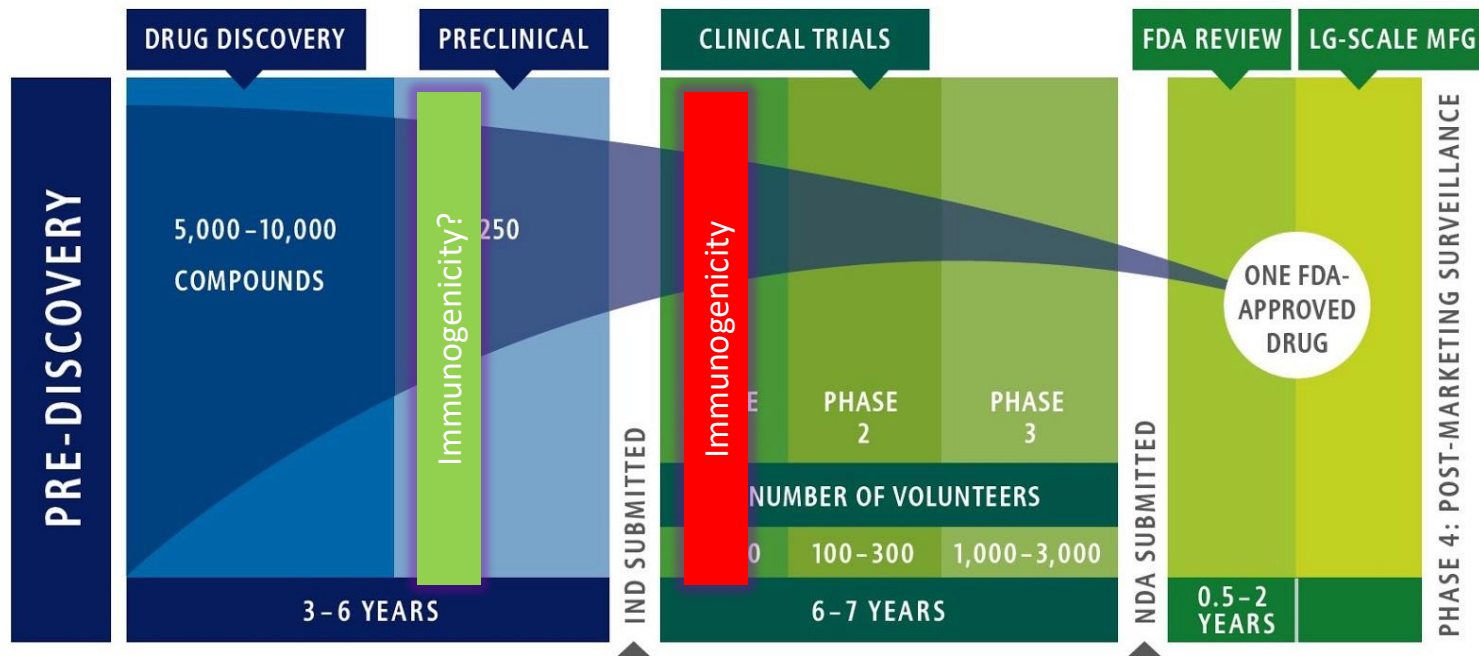 DRUG DISCOVERY
PRECLINICAL
CLINICAL TRIALS
FDA REVIEW
LG-SCALE MFG
PRE-DISCOVERY
5,000–10,000
COMPOUNDS
Immunogenicity?
250
IND SUBMITTED
Immunogenicity
E
PHASE
2
PHASE
3
NUMBER OF VOLUNTEERS
0
100–300
1,000–3,000
NDA SUBMITTED
ONE FDA-
APPROVED
DRUG
PHASE 4: POST-MARKETING SURVEILLANCE
3–6 YEARS
6–7 YEARS
0.5–2
YEARS